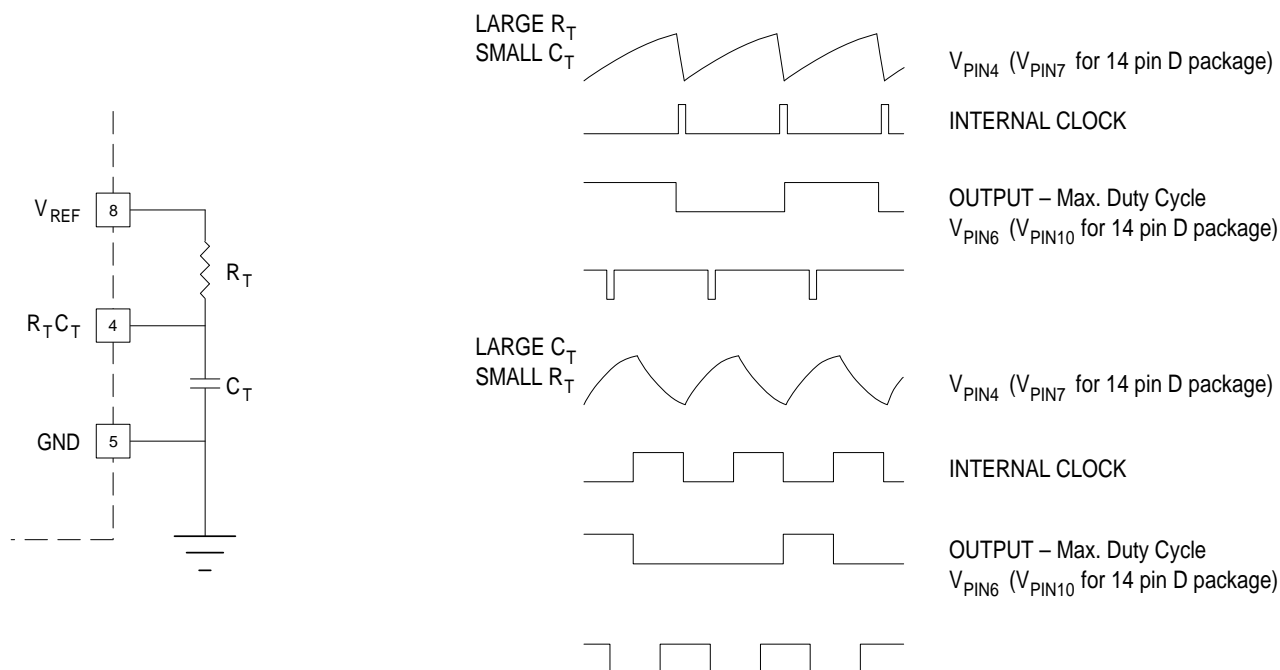 V_REF 8
R_T
R_TC_T 4
C_T
GND 5
LARGE R_T
SMALL C_T
V_PIN4 (V_PIN7 for 14 pin D package)
INTERNAL CLOCK
OUTPUT – Max. Duty Cycle
V_PIN6 (V_PIN10 for 14 pin D package)
LARGE C_T
SMALL R_T
V_PIN4 (V_PIN7 for 14 pin D package)
INTERNAL CLOCK
OUTPUT – Max. Duty Cycle
V_PIN6 (V_PIN10 for 14 pin D package)